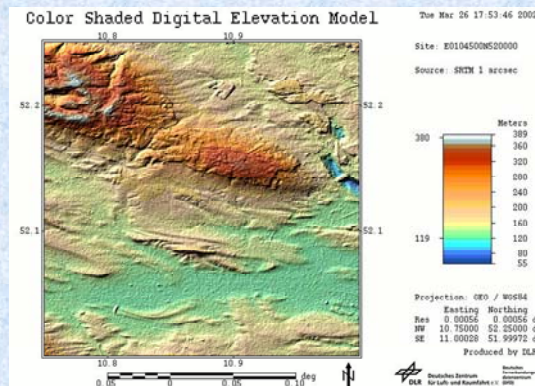 Color Shaded Digital Elevation Model
Tue Mar 26 17:53:46 2002
Site: E0104500N520000
Source: SRTM 1 arcsec
10.8 10.9
52.2 52.2
52.1 52.1
10.8 10.9
0.05 0 0.05 0.10 deg
Meters
380 389
360
320
280
240
200
160
119 120
80
55
Projection: GEO / WGS84
Easting Northing
Res 0.00056 0.00056 d
NW 10.75000 52.25000 d
SE 11.00028 51.99972 d
Produced by DLR
DLR
Deutsches Zentrum
für Luft- und Raumfahrt e.V.